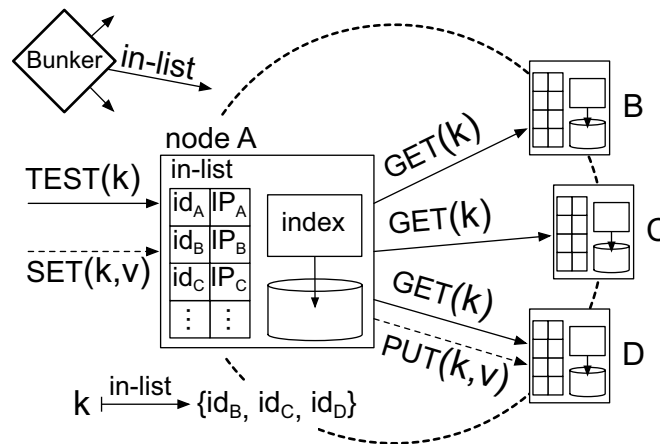 Bunker
in-list
B
node A
in-list
GET(k)
TEST(k)
id_A IP_A
index
GET(k)
C
id_B IP_B
SET(k,v)
id_C IP_C
GET(k)
⋮ ⋮
PUT(k,v)
D
in-list
k ⟼ {id_B, id_C, id_D}